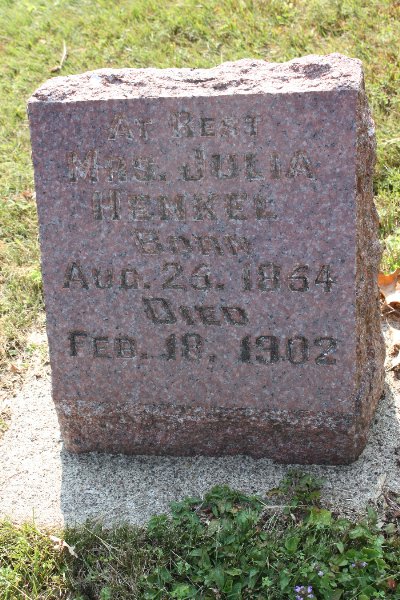 At Rest
Mrs. Julia
Henkel
Born
Aug. 26, 1864
Died
Feb. 18, 1902